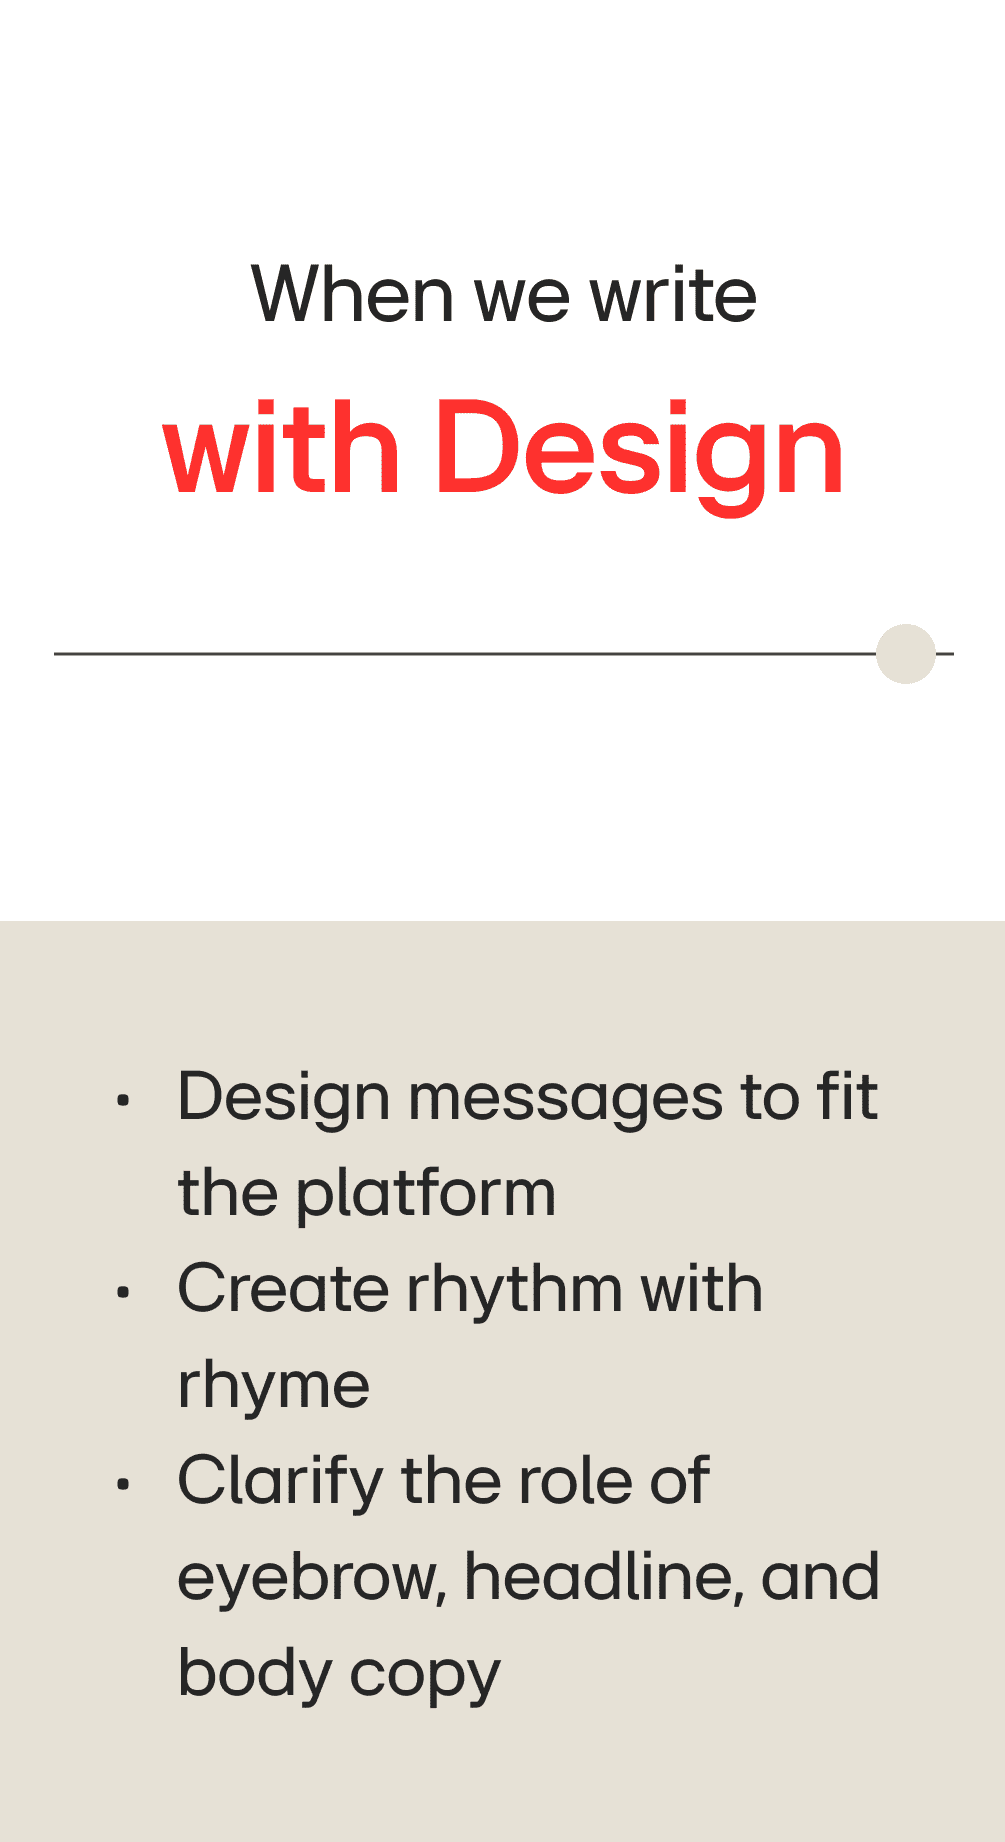 When we write
with Design
• Design messages to fit
the platform
• Create rhythm with
rhyme
• Clarify the role of
eyebrow, headline, and
body copy